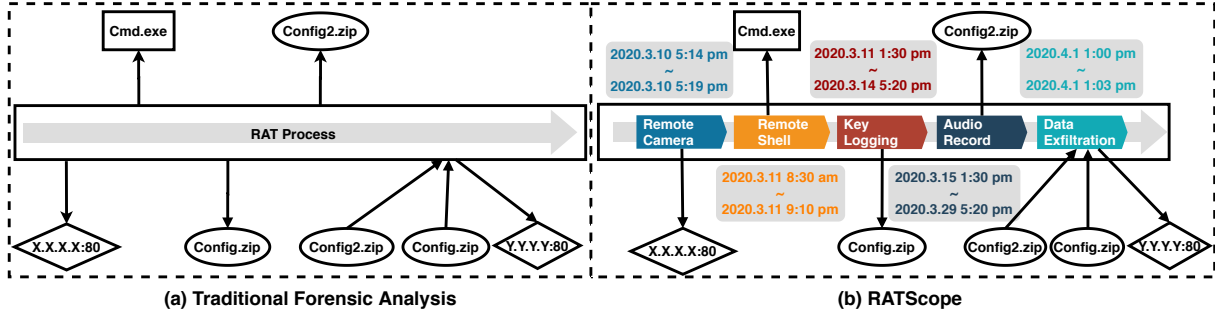 Cmd.exe
Config2.zip
RAT Process
X.X.X.X:80
Config.zip
Config2.zip
Config.zip
Y.Y.Y.Y:80
(a) Traditional Forensic Analysis
2020.3.10 5:14 pm
~
2020.3.10 5:19 pm
Cmd.exe
2020.3.11 1:30 pm
~
2020.3.14 5:20 pm
Config2.zip
2020.4.1 1:00 pm
~
2020.4.1 1:03 pm
Remote
Camera
Remote
Shell
Key
Logging
Audio
Record
Data
Exfiltration
2020.3.11 8:30 am
~
2020.3.11 9:10 pm
2020.3.15 1:30 pm
~
2020.3.29 5:20 pm
X.X.X.X:80
Config.zip
Config2.zip
Config.zip
Y.Y.Y.Y:80
(b) RATScope